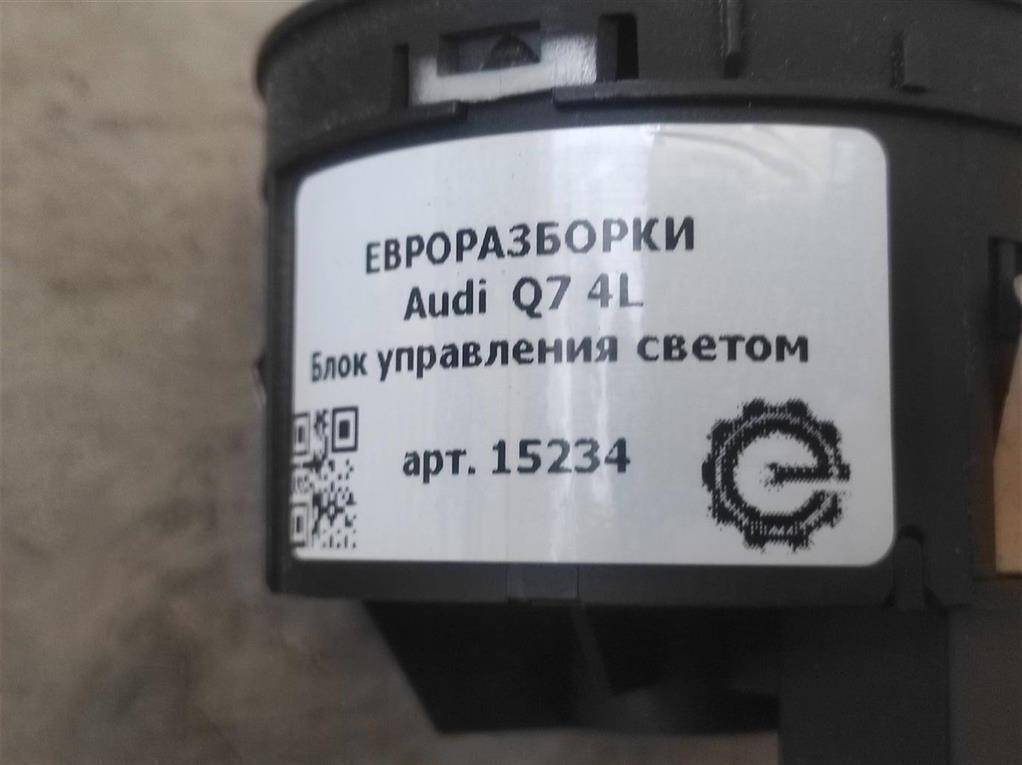 ЕВРОРАЗБОРКИ
Audi Q7 4L
Блок управления светом
арт. 15234